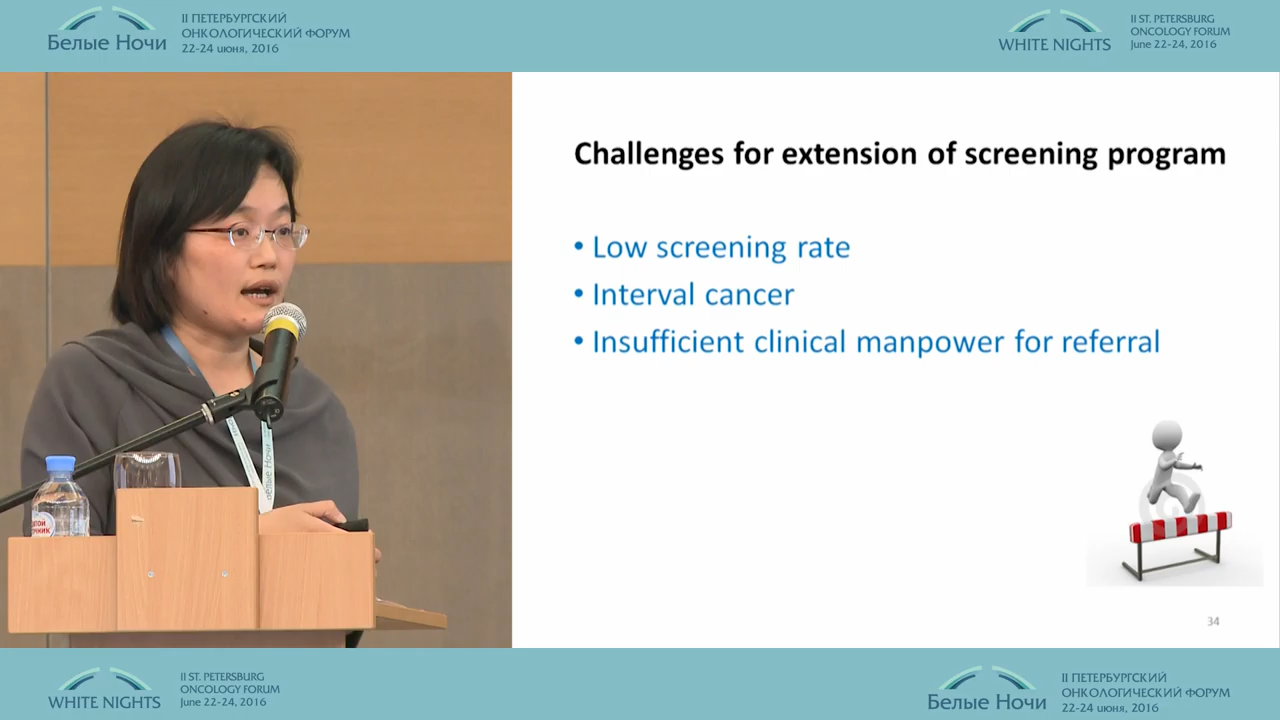 Белые Ночи
II ПЕТЕРБУРГСКИЙ
ОНКОЛОГИЧЕСКИЙ ФОРУМ
22-24 июня, 2016
WHITE NIGHTS
II ST. PETERSBURG
ONCOLOGY FORUM
June 22-24, 2016
Challenges for extension of screening program
• Low screening rate
• Interval cancer
• Insufficient clinical manpower for referral
34
Белые Ночи
WHITE NIGHTS
II ST. PETERSBURG
ONCOLOGY FORUM
June 22-24, 2016
Белые Ночи
II ПЕТЕРБУРГСКИЙ
ОНКОЛОГИЧЕСКИЙ ФОРУМ
22-24 июня, 2016